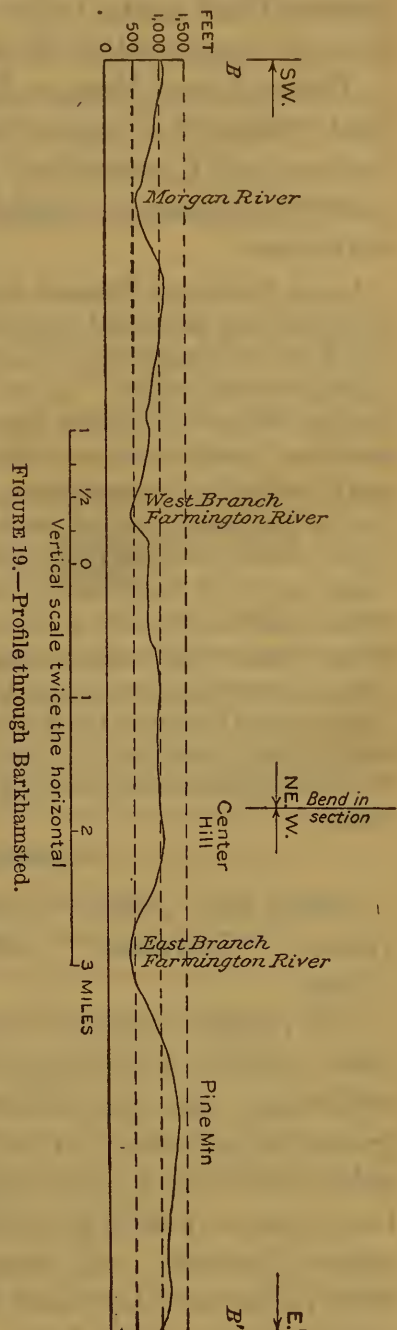 SW.
NE. W.
E.
Bend in
section
B
B'
Center
Hill
Pine Mtn
FEET
1,500
1,000
500
0
Morgan River
West Branch
Farmington River
East Branch
Farmington River
1 ½ 0 1 2 3 MILES
Vertical scale twice the horizontal
FIGURE 19.—Profile through Barkhamsted.